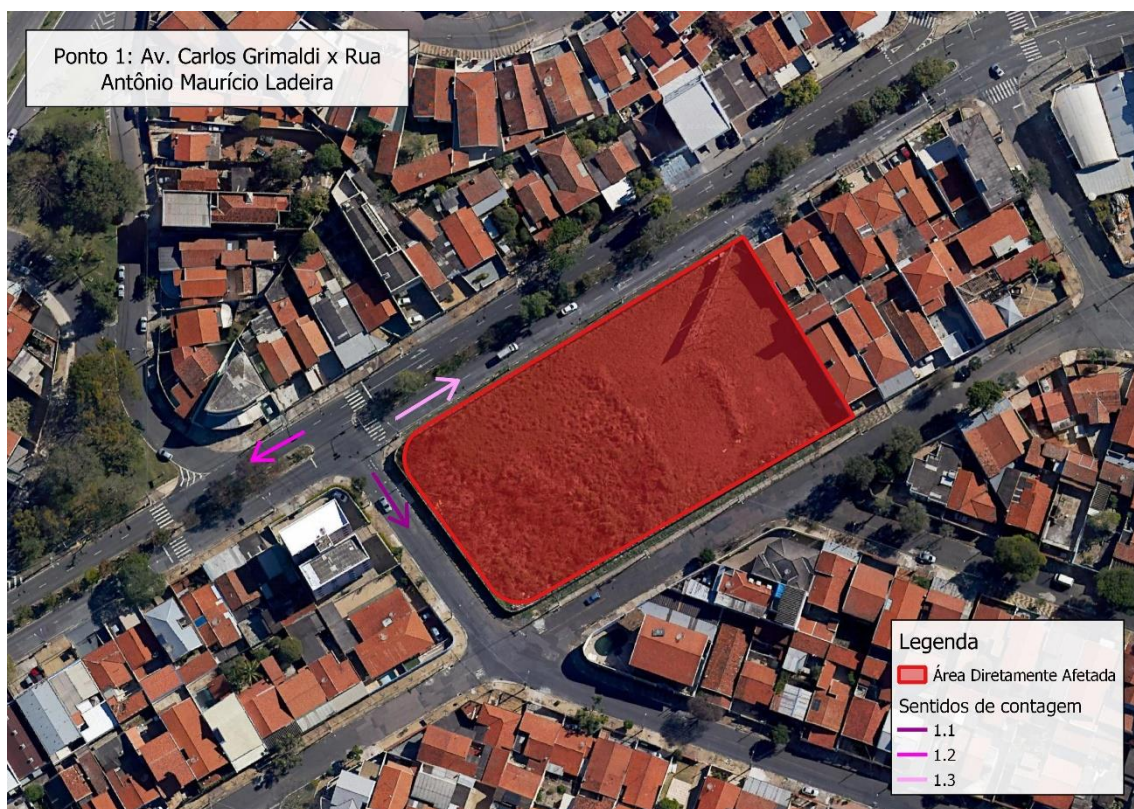 Ponto 1: Av. Carlos Grimaldi x Rua
Antônio Maurício Ladeira
Legenda
Área Diretamente Afetada
Sentidos de contagem
1.1
1.2
1.3